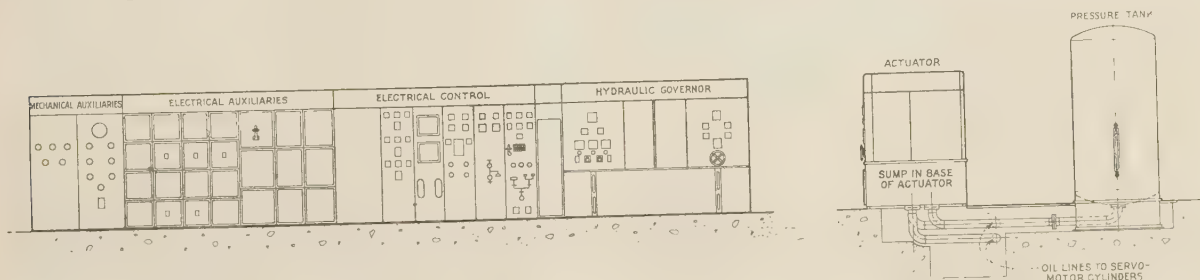 PRESSURE TANK
ACTUATOR
MECHANICAL AUXILIARIES
ELECTRICAL AUXILIARIES
ELECTRICAL CONTROL
HYDRAULIC GOVERNOR
SUMP IN BASE
OF ACTUATOR
OIL LINES TO SERVO-
MOTOR CYLINDERS